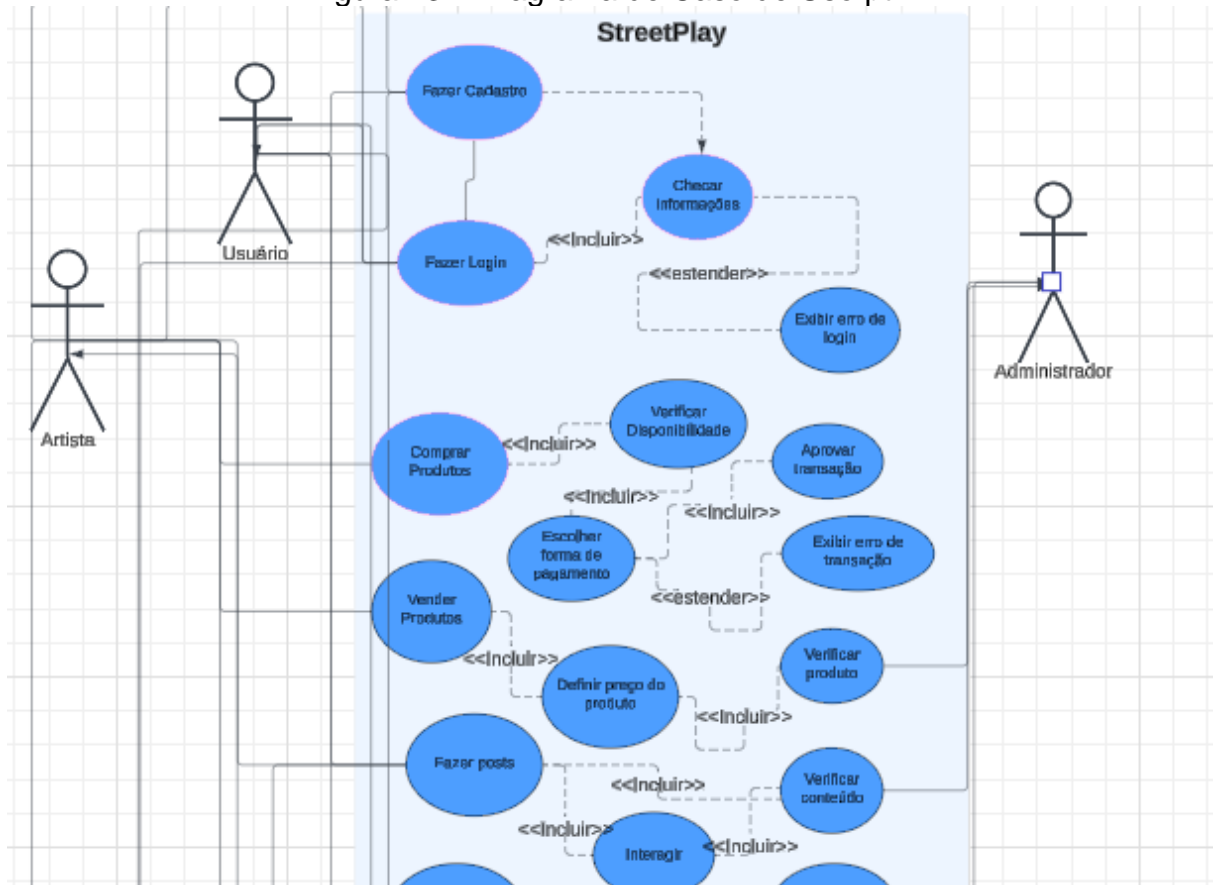 StreetPlay
Fazer Cadastro
Usuário
Checar
Informações
<<Incluir>>
Fazer Login
<<estender>>
Exibir erro de
login
Administrador
Artista
Verificar
Disponibilidade
<<Incluir>>
Comprar
Produtos
Aprovar
transação
<<Incluir>>
<<Incluir>>
Escolher
forma de
pagamento
Exibir erro de
transação
<<estender>>
Vender
Produtos
<<Incluir>>
Verificar
produto
Definir preço do
produto
<<Incluir>>
Fazer posts
<<Incluir>>
Verificar
conteúdo
<<Incluir>>
Interagir
<<Incluir>>